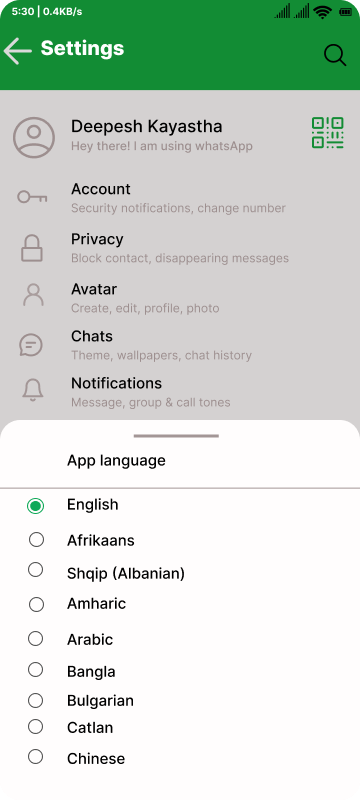 5:30 | 0.4KB/s
Settings
Deepesh Kayastha
Hey there! I am using whatsApp
Account
Security notifications, change number
Privacy
Block contact, disappearing messages
Avatar
Create, edit, profile, photo
Chats
Theme, wallpapers, chat history
Notifications
Message, group & call tones
App language
English
Afrikaans
Shqip (Albanian)
Amharic
Arabic
Bangla
Bulgarian
Catlan
Chinese